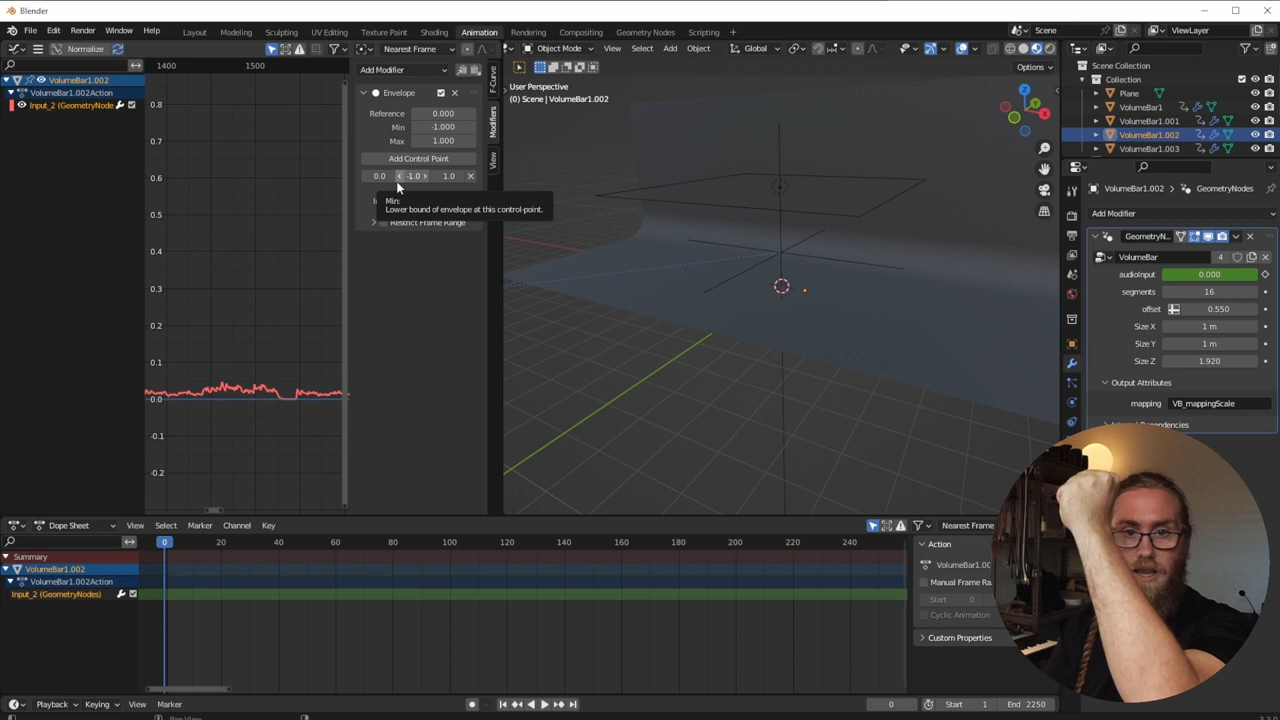 Blender
File Edit Render Window Help Layout Modeling Sculpting UV Editing Texture Paint Shading Animation Rendering Compositing Geometry Nodes Scripting Scene ViewLayer
Normalize Nearest Frame Object Mode View Select Add Object Global
Options
1400 1500
VolumeBar1.002
VolumeBar1.002Action
Input_2 (GeometryNode
0.8
0.7
0.6
0.5
0.4
0.3
0.2
0.1
0.0
-0.1
-0.2
Add Modifier
Envelope
Reference 0.000
Min -1.000
Max 1.000
Add Control Point
0.0 -1.0 1.0
Min:
Lower bound of envelope at this control-point.
Restrict Frame Range
F-Curve
Modifiers
View
User Perspective
(0) Scene | VolumeBar1.002
Z
Y
X
Scene Collection
Collection
Plane
VolumeBar1
VolumeBar1.001
VolumeBar1.002
VolumeBar1.003
VolumeBar1.002 GeometryNodes
Add Modifier
GeometryN...
VolumeBar 4
audioInput 0.000
segments 16
offset 0.550
Size X 1 m
Size Y 1 m
Size Z 1.920
Output Attributes
mapping VB_mappingScale
Dope Sheet View Select Marker Channel Key Nearest Frame
0 20 40 60 80 100 120 140 160 180 200 220 240
Summary
VolumeBar1.002
VolumeBar1.002Action
Input_2 (GeometryNodes)
Action
VolumeBar1.00
Manual Frame Ra
Start 0
Cyclic Animation
Custom Properties
Playback Keying View Marker 0 Start 1 End 2250